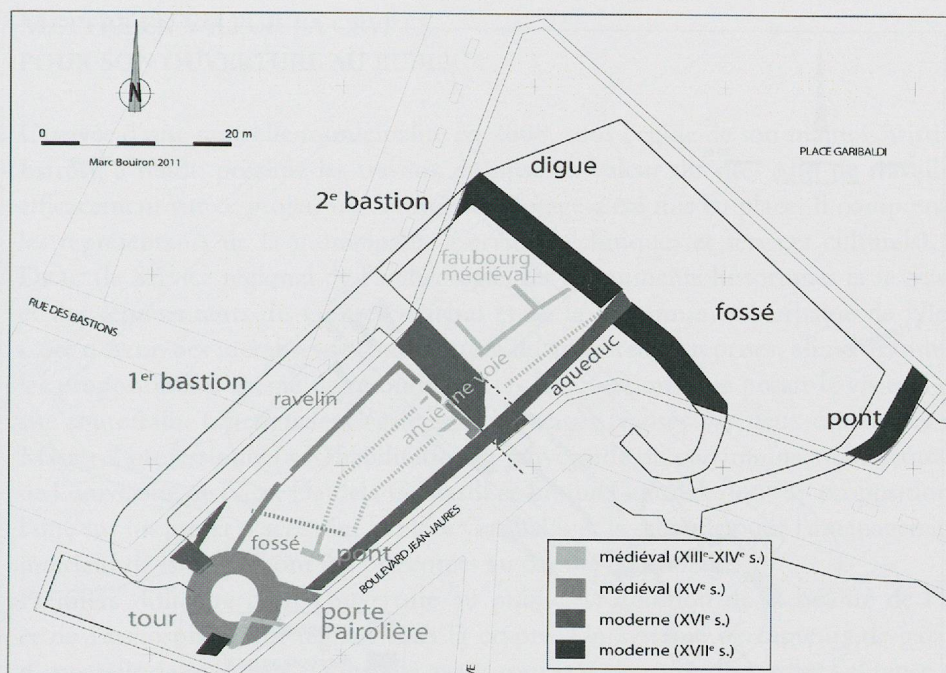 N
0 20 m
Marc Bouiron 2011
PLACE GARIBALDI
digue
2e bastion
faubourg
médiéval
RUE DES BASTIONS
fossé
1er bastion
ravelin
ancienne voie
aqueduc
pont
fossé
pont
BOULEVARD JEAN-JAURES
tour
porte
Pairolière
médiéval (XIIIe-XIVe s.)
médiéval (XVe s.)
moderne (XVIe s.)
moderne (XVIIe s.)